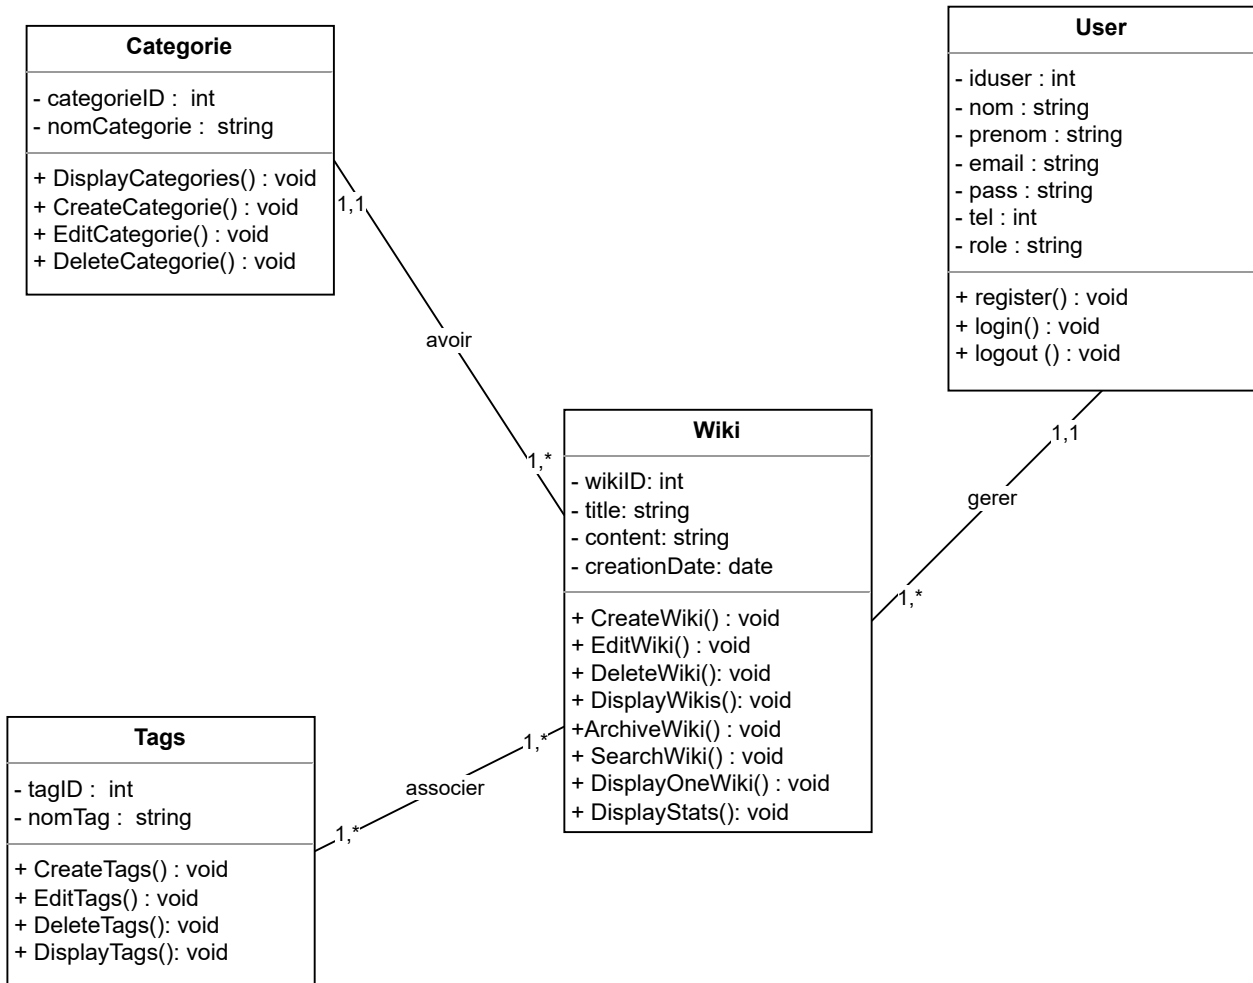 Categorie
- categorieID :  int
- nomCategorie :  string
+ DisplayCategories() : void
+ CreateCategorie() : void
+ EditCategorie() : void
+ DeleteCategorie() : void
User
- iduser : int
- nom : string
- prenom : string
- email : string
- pass : string
- tel : int
- role : string
+ register() : void
+ login() : void
+ logout () : void
1,1
avoir
1,*
1,1
gerer
1,*
Wiki
- wikiID: int
- title: string
- content: string
- creationDate: date
+ CreateWiki() : void
+ EditWiki() : void
+ DeleteWiki(): void
+ DisplayWikis(): void
+ArchiveWiki() : void
+ SearchWiki() : void
+ DisplayOneWiki() : void
+ DisplayStats(): void
1,*
associer
1,*
Tags
- tagID :  int
- nomTag :  string
+ CreateTags() : void
+ EditTags() : void
+ DeleteTags(): void
+ DisplayTags(): void